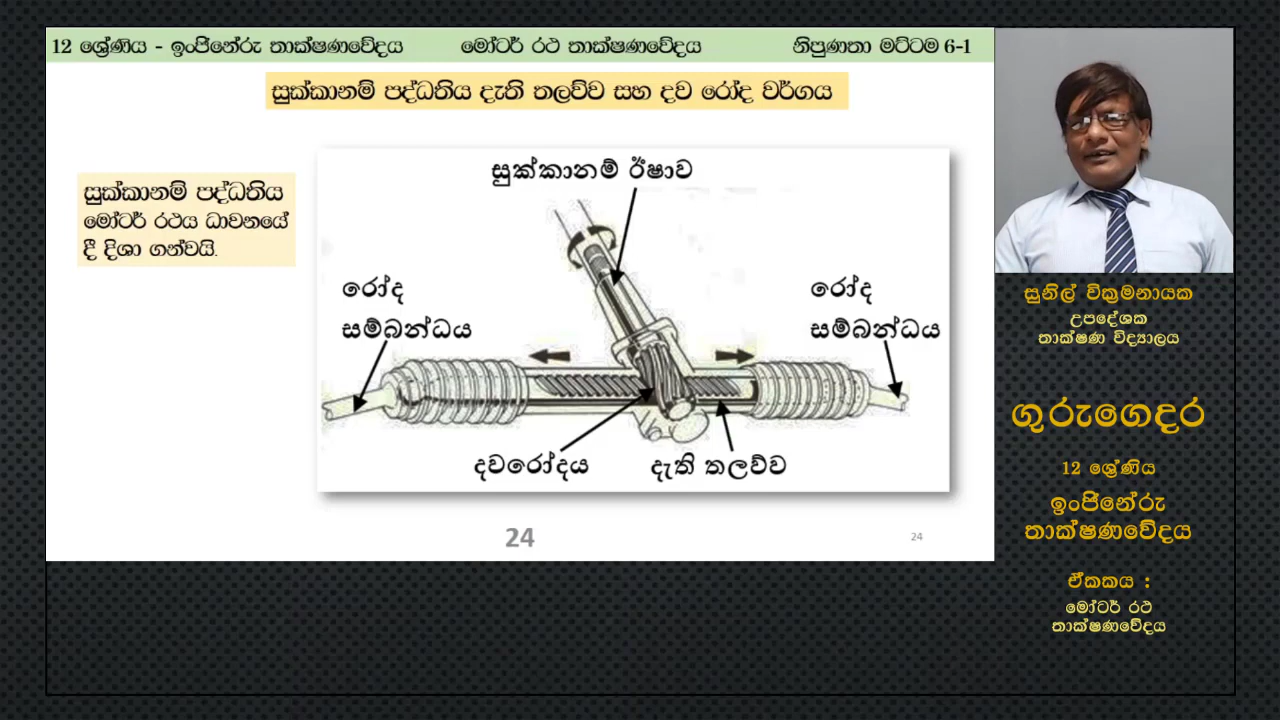 12 ශ්‍රේණිය - ඉංජිනේරු තාක්ෂණවේදය මෝටර් රථ තාක්ෂණවේදය නිපුණතා මට්ටම 6-1
සුක්කානම් පද්ධතිය දැති තලව්ව සහ දව රෝද වර්ගය
සුක්කානම් පද්ධතිය
මෝටර් රථය ධාවනයේ
දී දිශා ගන්වයි.
සුක්කානම් ඊෂාව
රෝද
සම්බන්ධය
රෝද
සම්බන්ධය
දවරෝදය
දැති තලව්ව
24
24
සුනිල් වික්‍රමනායක
උපදේශක
තාක්ෂණ විද්‍යාලය
ගුරුගෙදර
12 ශ්‍රේණිය
ඉංජිනේරු
තාක්ෂණවේදය
ඒකකය :
මෝටර් රථ
තාක්ෂණවේදය